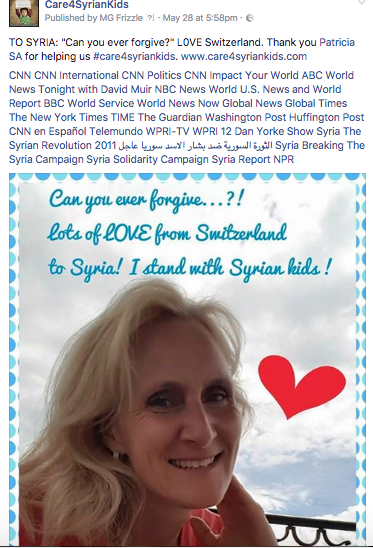 Care4SyrianKids
Published by MG Frizzle [?] · May 28 at 5:58pm ·
TO SYRIA: "Can you ever forgive?" L0VE Switzerland. Thank you Patricia
SA for helping us #care4syriankids. www.care4syriankids.com
CNN CNN International CNN Politics CNN Impact Your World ABC World
News Tonight with David Muir NBC News World U.S. News and World
Report BBC World Service World News Now Global News Global Times
The New York Times TIME The Guardian Washington Post Huffington Post
CNN en Español Telemundo WPRI-TV WPRI 12 Dan Yorke Show Syria The
Syrian Revolution 2011 الثورة السورية ضد بشار الاسد سوريا عاجل Syria Breaking The
Syria Campaign Syria Solidarity Campaign Syria Report NPR
Can you ever forgive...?!
Lots of LOVE from Switzerland
to Syria! I stand with Syrian kids!